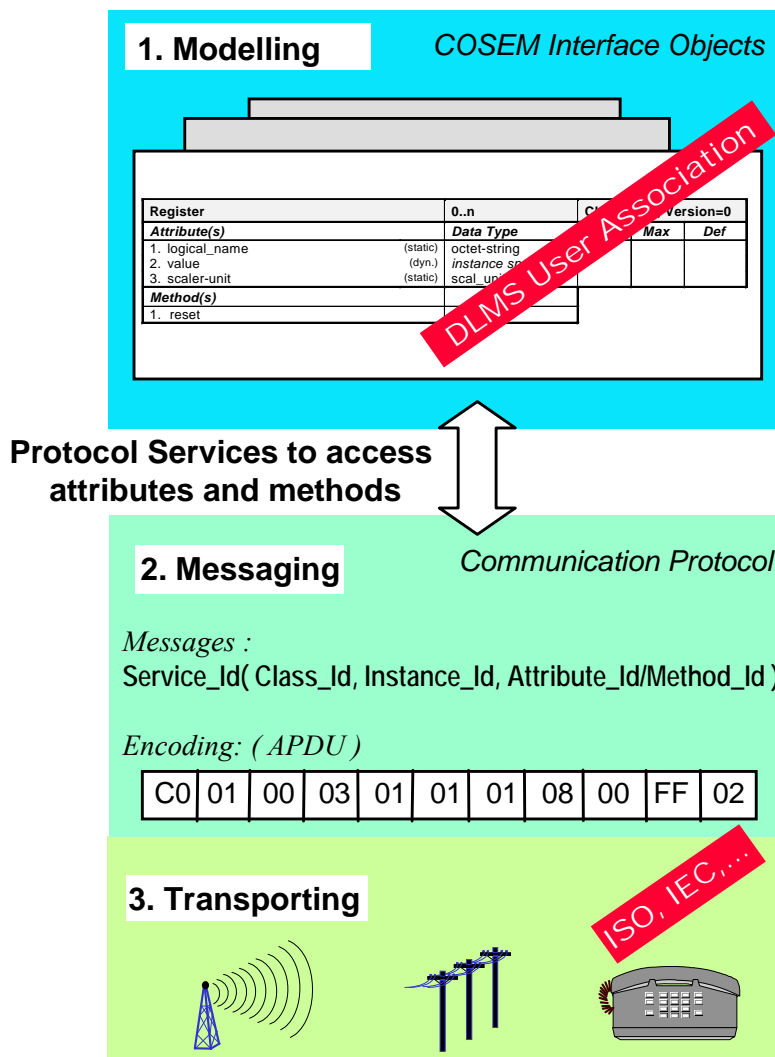 1. Modelling
COSEM Interface Objects
DLMS User Association
Register 0..n Version=0
Attribute(s) Data Type Max Def
1. logical_name (static) octet-string
2. value (dyn.) instance
3. scaler-unit (static)
Method(s)
1. reset
Protocol Services to access
attributes and methods
2. Messaging
Communication Protocol
Messages :
Service_Id( Class_Id, Instance_Id, Attribute_Id/Method_Id )
Encoding: ( APDU )
C0 01 00 03 01 01 01 08 00 FF 02
3. Transporting
ISO, IEC,...